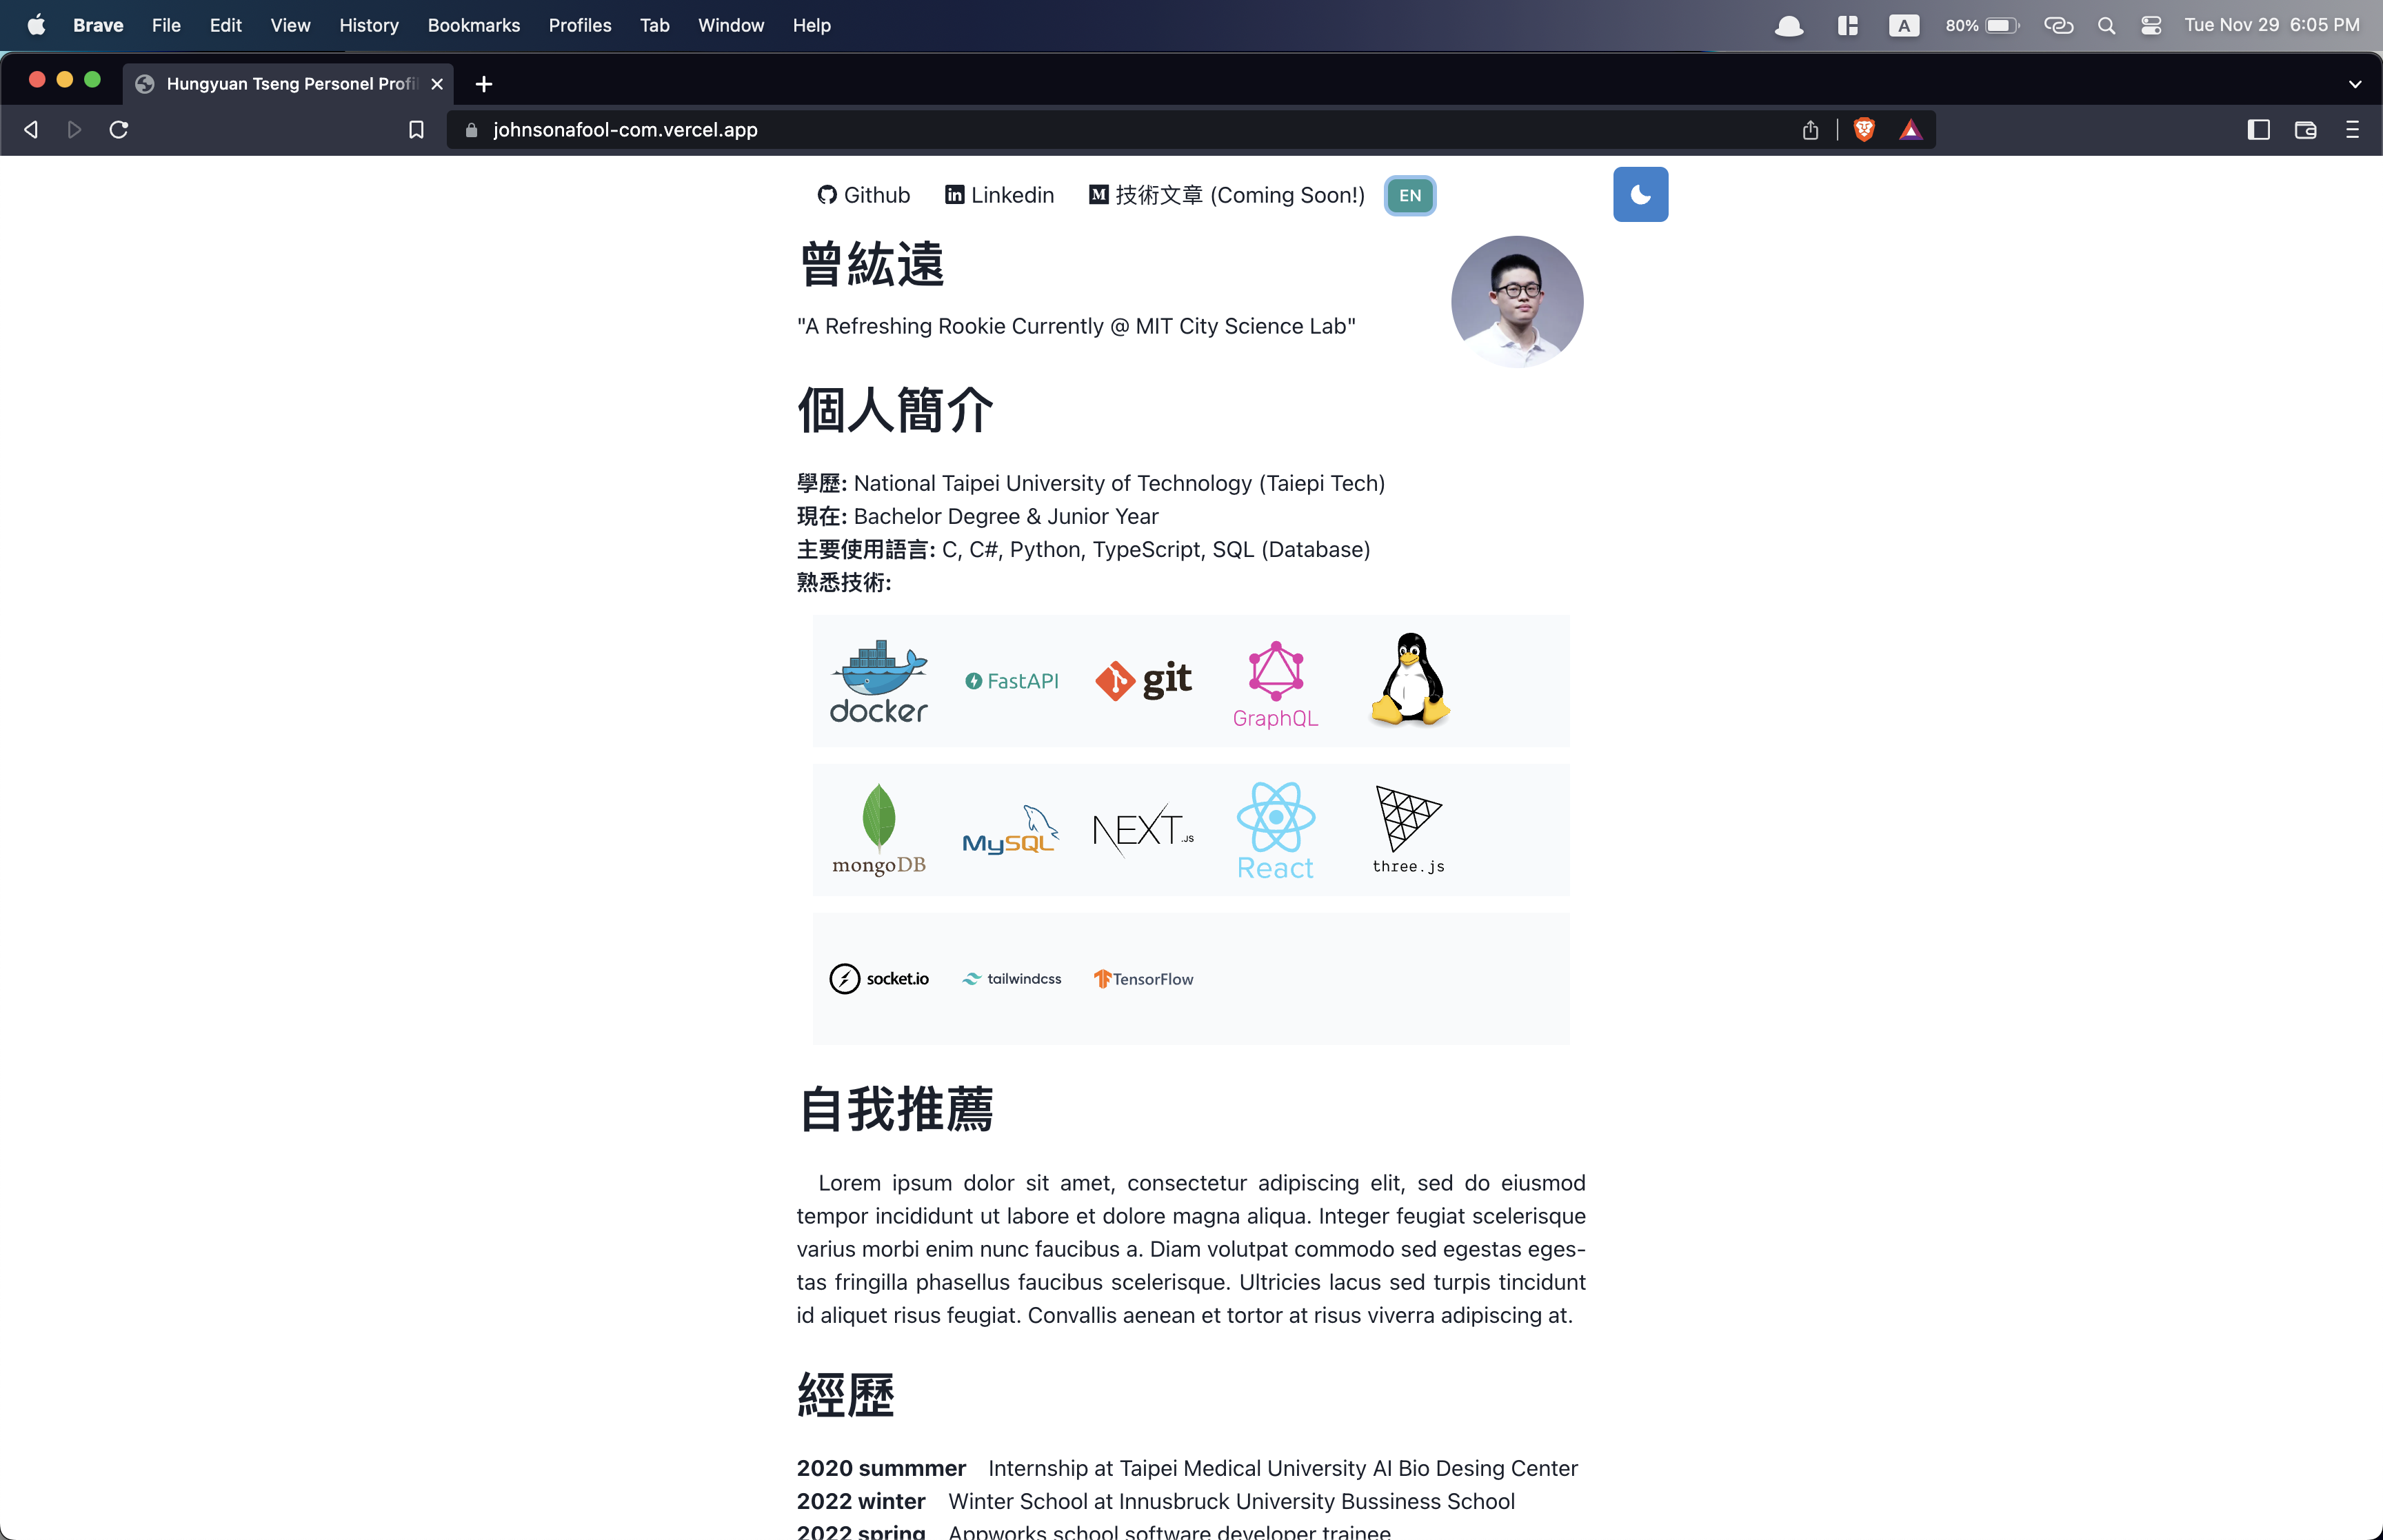 Brave File Edit View History Bookmarks Profiles Tab Window Help
A 80% Tue Nov 29 6:05 PM
Hungyuan Tseng Personel Profi
johnsonafool-com.vercel.app
Github Linkedin M 技術文章 (Coming Soon!) EN
曾紘遠
"A Refreshing Rookie Currently @ MIT City Science Lab"
個人簡介
學歷: National Taipei University of Technology (Taiepi Tech)
現在: Bachelor Degree & Junior Year
主要使用語言: C, C#, Python, TypeScript, SQL (Database)
熟悉技術:
docker FastAPI git GraphQL
mongoDB MySQL NEXT.JS React three.js
socket.io tailwindcss TensorFlow
自我推薦
Lorem ipsum dolor sit amet, consectetur adipiscing elit, sed do eiusmod
tempor incididunt ut labore et dolore magna aliqua. Integer feugiat scelerisque
varius morbi enim nunc faucibus a. Diam volutpat commodo sed egestas eges-
tas fringilla phasellus faucibus scelerisque. Ultricies lacus sed turpis tincidunt
id aliquet risus feugiat. Convallis aenean et tortor at risus viverra adipiscing at.
經歷
2020 summmer Internship at Taipei Medical University AI Bio Desing Center
2022 winter Winter School at Innusbruck University Bussiness School
2022 spring Appworks school software developer trainee